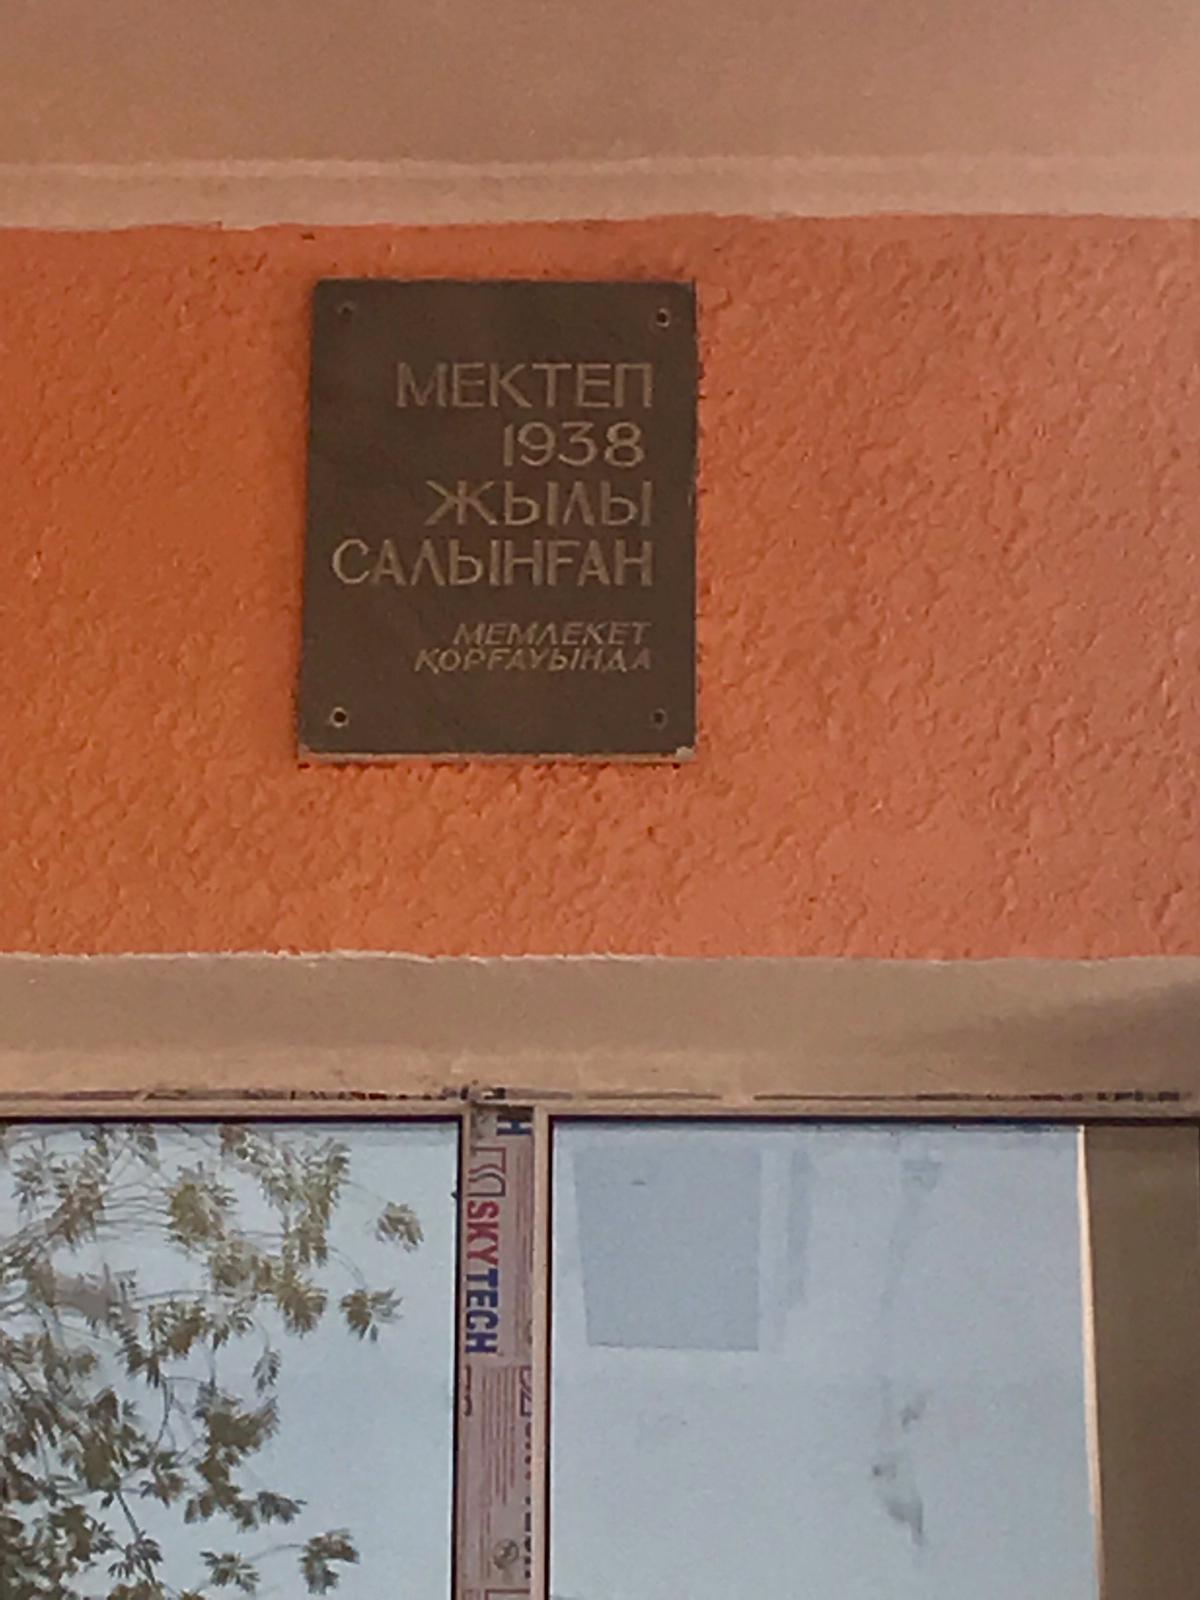 МЕКТЕП
1938
ЖЫЛЫ
САЛЫНҒАН
МЕМЛЕКЕТ
ҚОРҒАУЫНДА
SKYTECH